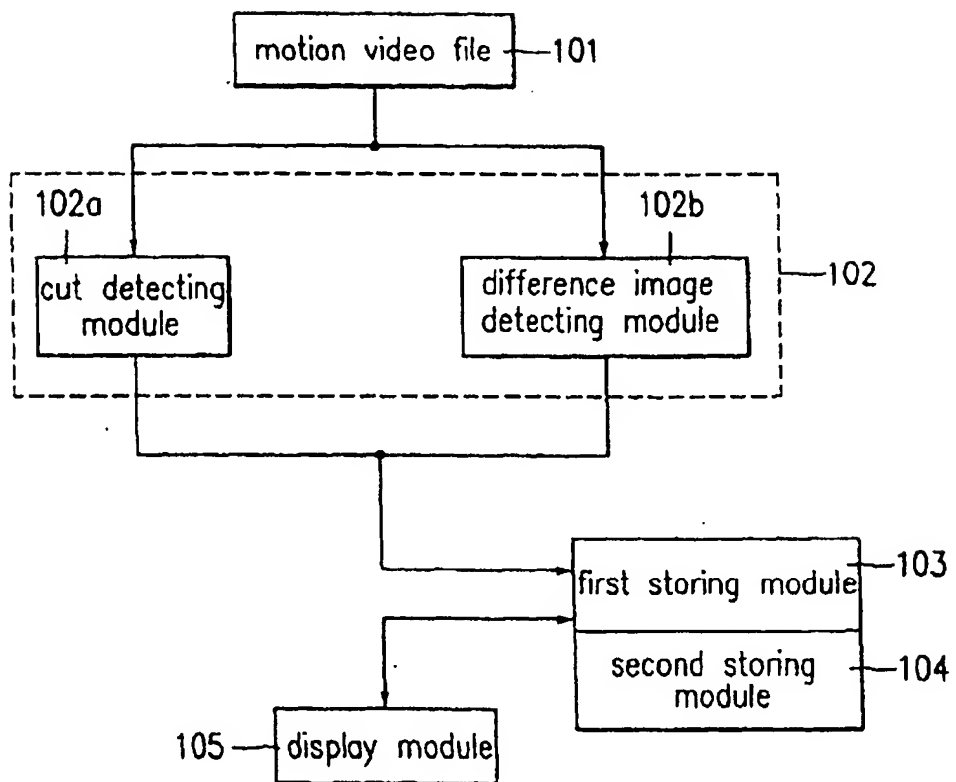 motion video file
101
102a
102b
cut detecting
module
difference image
detecting module
102
first storing module
103
second storing
module
104
105
display module